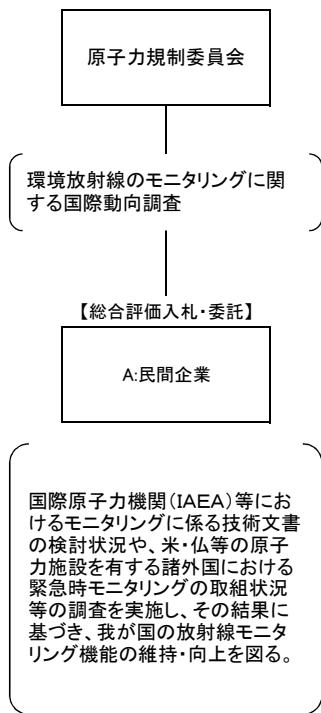 原子力規制委員会
環境放射線のモニタリングに関
する国際動向調査
【総合評価入札・委託】
A:民間企業
国際原子力機関(IAEA)等にお
けるモニタリングに係る技術文書
の検討状況や、米・仏等の原子
力施設を有する諸外国における
緊急時モニタリングの取組状況
等の調査を実施し、その結果に
基づき、我が国の放射線モニタ
リング機能の維持・向上を図る。